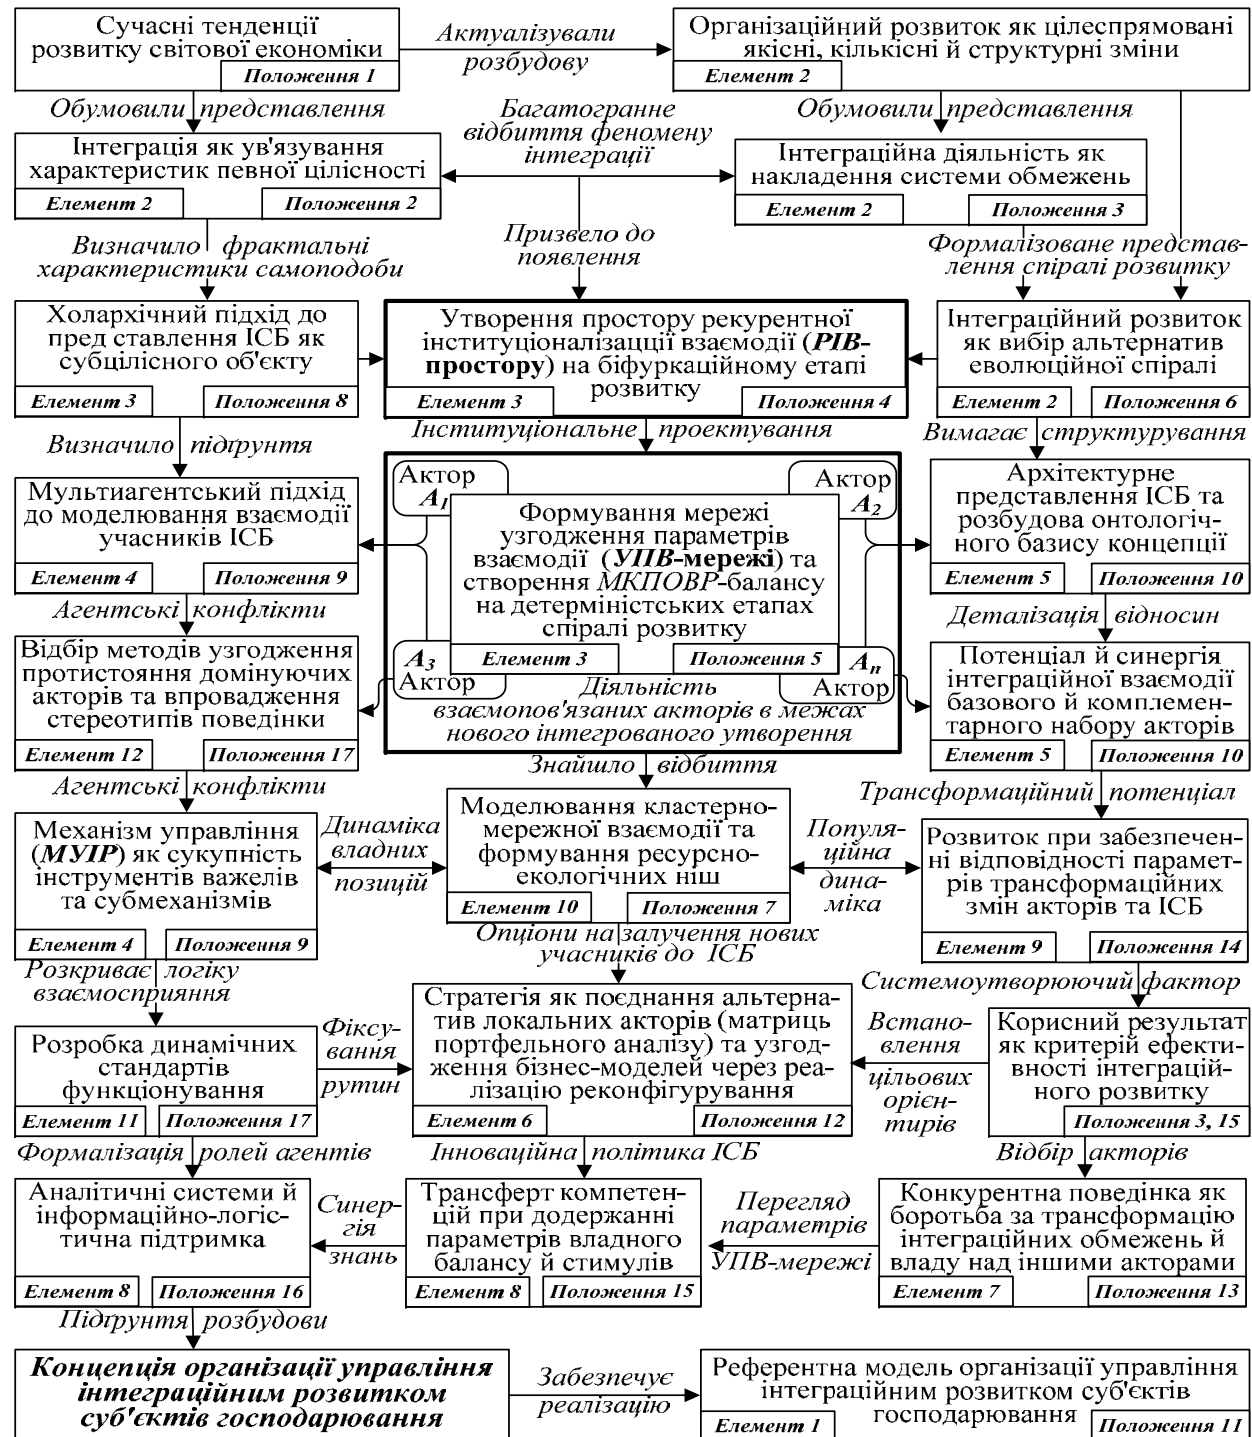 Сучасні тенденції
розвитку світової економіки
Положення 1
Актуалізували
розбудову
Організаційний розвиток як цілеспрямовані
якісні, кількісні й структурні зміни
Елемент 2
Обумовили представлення
Багатогранне
відбиття феномену
інтеграції
Обумовили представлення
Інтеграція як ув'язування
характеристик певної цілісності
Елемент 2
Положення 2
Інтеграційна діяльність як
накладення системи обмежень
Елемент 2
Положення 3
Визначило фрактальні
характеристики самоподоби
Призвело до
появлення
Формалізоване представ-
лення спіралі розвитку
Холархічний підхід до
пред ставлення ІСБ як
субцілісного об'єкту
Елемент 3
Положення 8
Утворення простору рекурентної
інституціоналізацції взаємодії (РІВ-
простору) на біфуркаційному етапі
розвитку
Елемент 3
Положення 4
Інтеграційний розвиток
як вибір альтернатив
еволюційної спіралі
Елемент 2
Положення 6
Визначило підґрунтя
Інституціональне проектування
Вимагає структурування
Мультиагентський підхід
до моделювання взаємодії
учасників ІСБ
Елемент 4
Положення 9
Актор
A1
Актор
A2
Формування мережі
узгодження параметрів
взаємодії (УПВ-мережі) та
створення МКПОВР-балансу
на детерміністських етапах
спіралі розвитку
Елемент 3
Положення 5
A3
Актор
An
Актор
Діяльність
взаємопов'язаних акторів в межах
нового інтегрованого утворення
Архітектурне
представлення ІСБ та
розбудова онтологіч-
ного базису концепції
Елемент 5
Положення 10
Агентські конфлікти
Деталізація відносин
Відбір методів узгодження
протистояння домінуючих
акторів та впровадження
стереотипів поведінки
Елемент 12
Положення 17
Потенціал й синергія
інтеграційної взаємодії
базового й комплемен-
тарного набору акторів
Елемент 5
Положення 10
Агентські конфлікти
Знайшло відбиття
Трансформаційний потенціал
Механізм управління
(МУІР) як сукупність
інструментів важелів
та субмеханізмів
Елемент 4
Положення 9
Динаміка
владних
позицій
Моделювання кластерно-
мережної взаємодії та
формування ресурсно-
екологічних ніш
Елемент 10
Положення 7
Популя-
ційна
дина-
міка
Розвиток при забезпечен-
ні відповідності парамет-
рів трансформаційних
змін акторів та ІСБ
Елемент 9
Положення 14
Розкриває логіку
взаємосприяння
Опціони на залучення нових
учасників до ІСБ
Системоутворюючий фактор
Розробка динамічних
стандартів
функціонування
Елемент 11
Положення 17
Фіксу-
вання
рутин
Стратегія як поєднання альтерна-
тив локальних акторів (матриць
портфельного аналізу) та узгод-
ження бізнес-моделей через реа-
лізацію реконфігурування
Елемент 6
Положення 12
Встано-
влення
цільових
орієн-
тирів
Корисний результат
як критерій ефекти-
вності інтеграцій-
ного розвитку
Положення 3, 15
Формалізація ролей агентів
Інноваційна політика ІСБ
Відбір акторів
Аналітичні системи й
інформаційно-логіс-
тична підтримка
Елемент 8
Положення 16
Синер-
гія
знань
Трансферт компетен-
цій при додержанні
параметрів владного
балансу й стимулів
Елемент 8
Положення 15
Перегляд
параметрів
УПВ-мережі
Конкурентна поведінка як
боротьба за трансформацію
інтеграційних обмежень й
владу над іншими акторами
Елемент 7
Положення 13
Підґрунтя розбудови
Концепція організації управління
інтеграційним розвитком
суб'єктів господарювання
Забезпечує
реалізацію
Референтна модель організації управління
інтеграційним розвитком суб'єктів
господарювання
Елемент 1
Положення 11